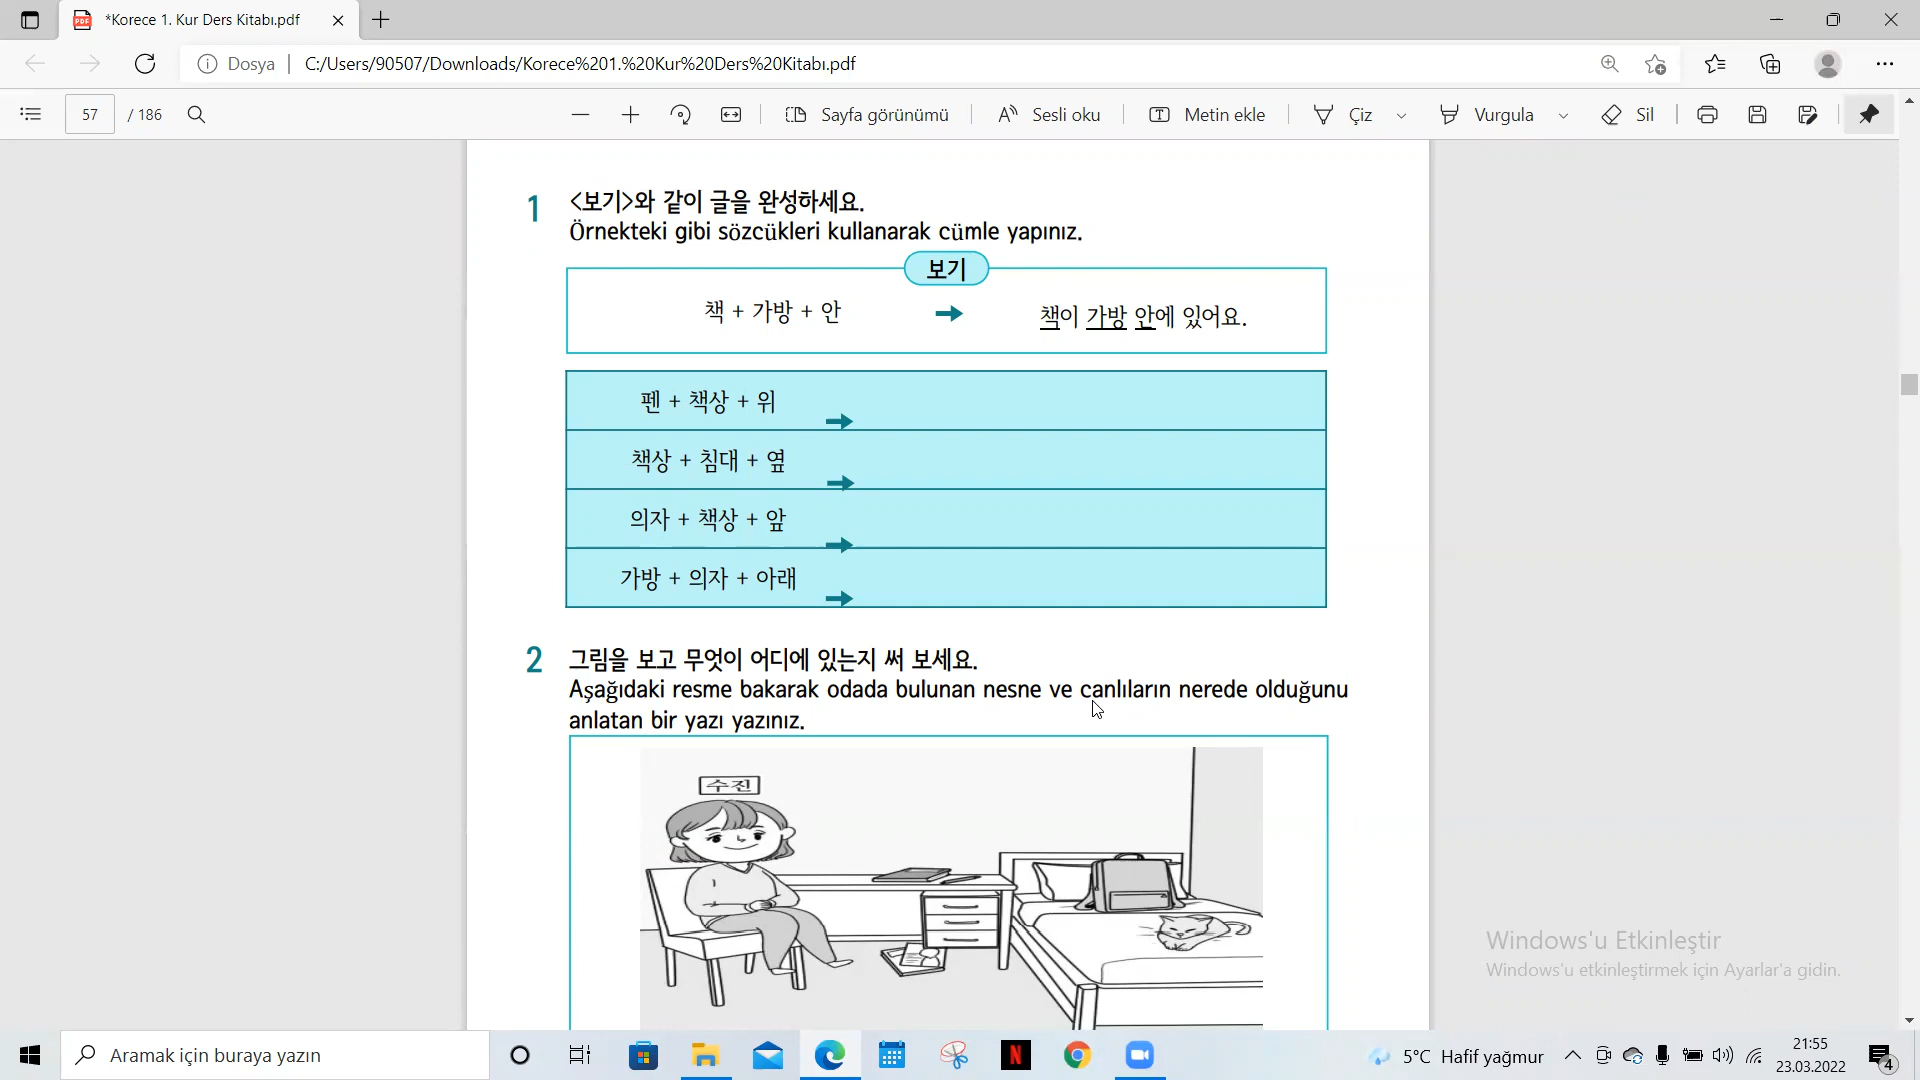 *Korece 1. Kur Ders Kitabı.pdf
Dosya
C:/Users/90507/Downloads/Korece%201.%20Kur%20Ders%20Kitabı.pdf
57 / 186
Sayfa görünümü
Sesli oku
Metin ekle
Çiz
Vurgula
Sil
1 <보기>와 같이 글을 완성하세요.
Örnekteki gibi sözcükleri kullanarak cümle yapınız.
보기
책 + 가방 + 안 → 책이 가방 안에 있어요.
펜 + 책상 + 위 →
책상 + 침대 + 옆 →
의자 + 책상 + 앞 →
가방 + 의자 + 아래 →
2 그림을 보고 무엇이 어디에 있는지 써 보세요.
Aşağıdaki resme bakarak odada bulunan nesne ve canlıların nerede olduğunu
anlatan bir yazı yazınız.
수진
Windows'u Etkinleştir
Windows'u etkinleştirmek için Ayarlar'a gidin.
Aramak için buraya yazın
5°C Hafif yağmur
21:55
23.03.2022
4